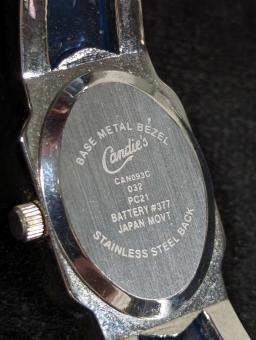 BASE METAL BEZEL
Candie's
CAN093C
032
PC21
BATTERY #377
JAPAN MOVT
STAINLESS STEEL BACK